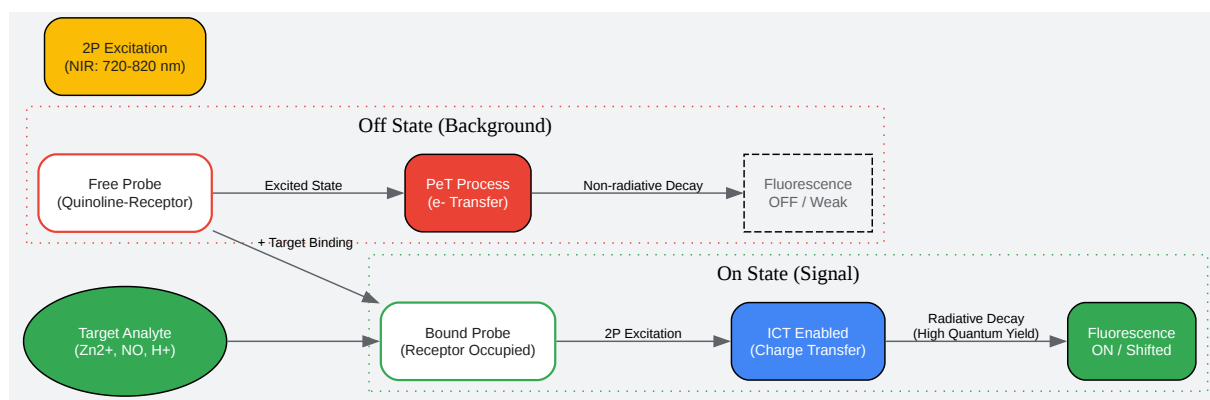 2P Excitation
(NIR: 720-820 nm)
Off State (Background)
Free Probe
(Quinoline-Receptor)
Excited State
PeT Process
(e- Transfer)
Non-radiative Decay
Fluorescence
OFF / Weak
+ Target Binding
On State (Signal)
Target Analyte
(Zn2+, NO, H+)
Bound Probe
(Receptor Occupied)
2P Excitation
ICT Enabled
(Charge Transfer)
Radiative Decay
(High Quantum Yield)
Fluorescence
ON / Shifted